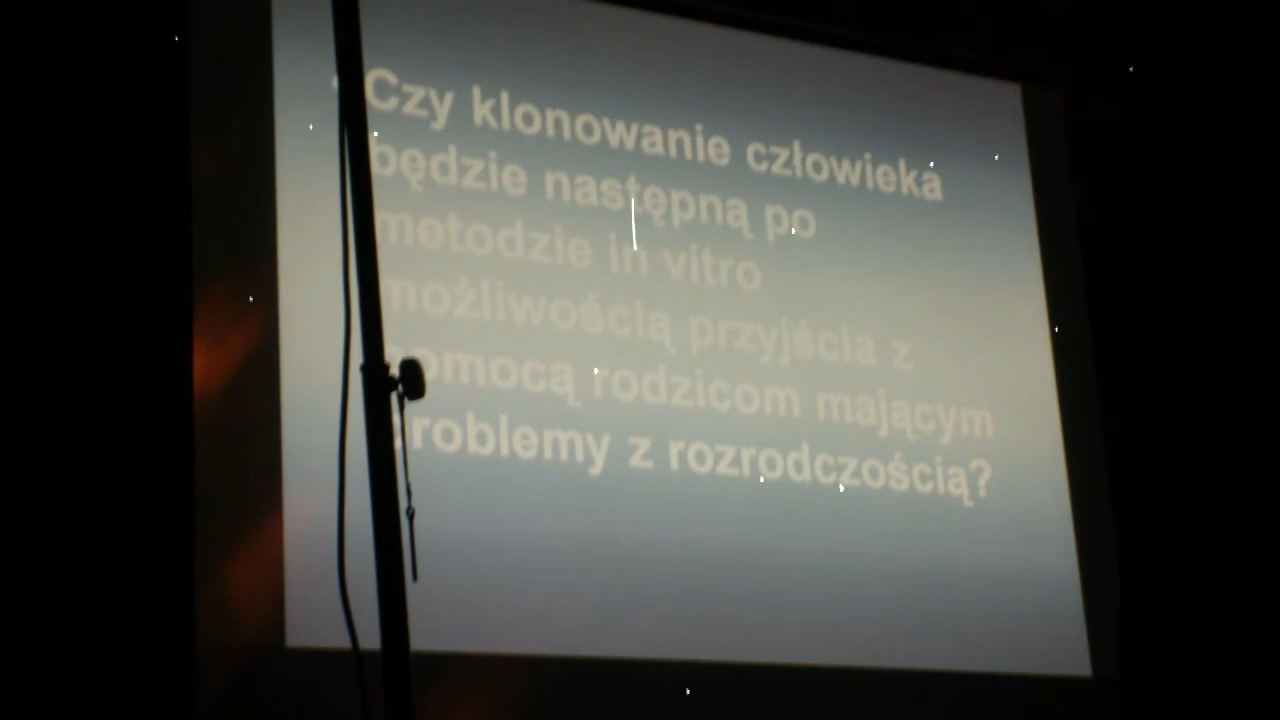 Czy klonowanie człowieka
będzie następną po
metodzie in vitro
możliwością przyjścia z
pomocą rodzicom mającym
problemy z rozrodczością?